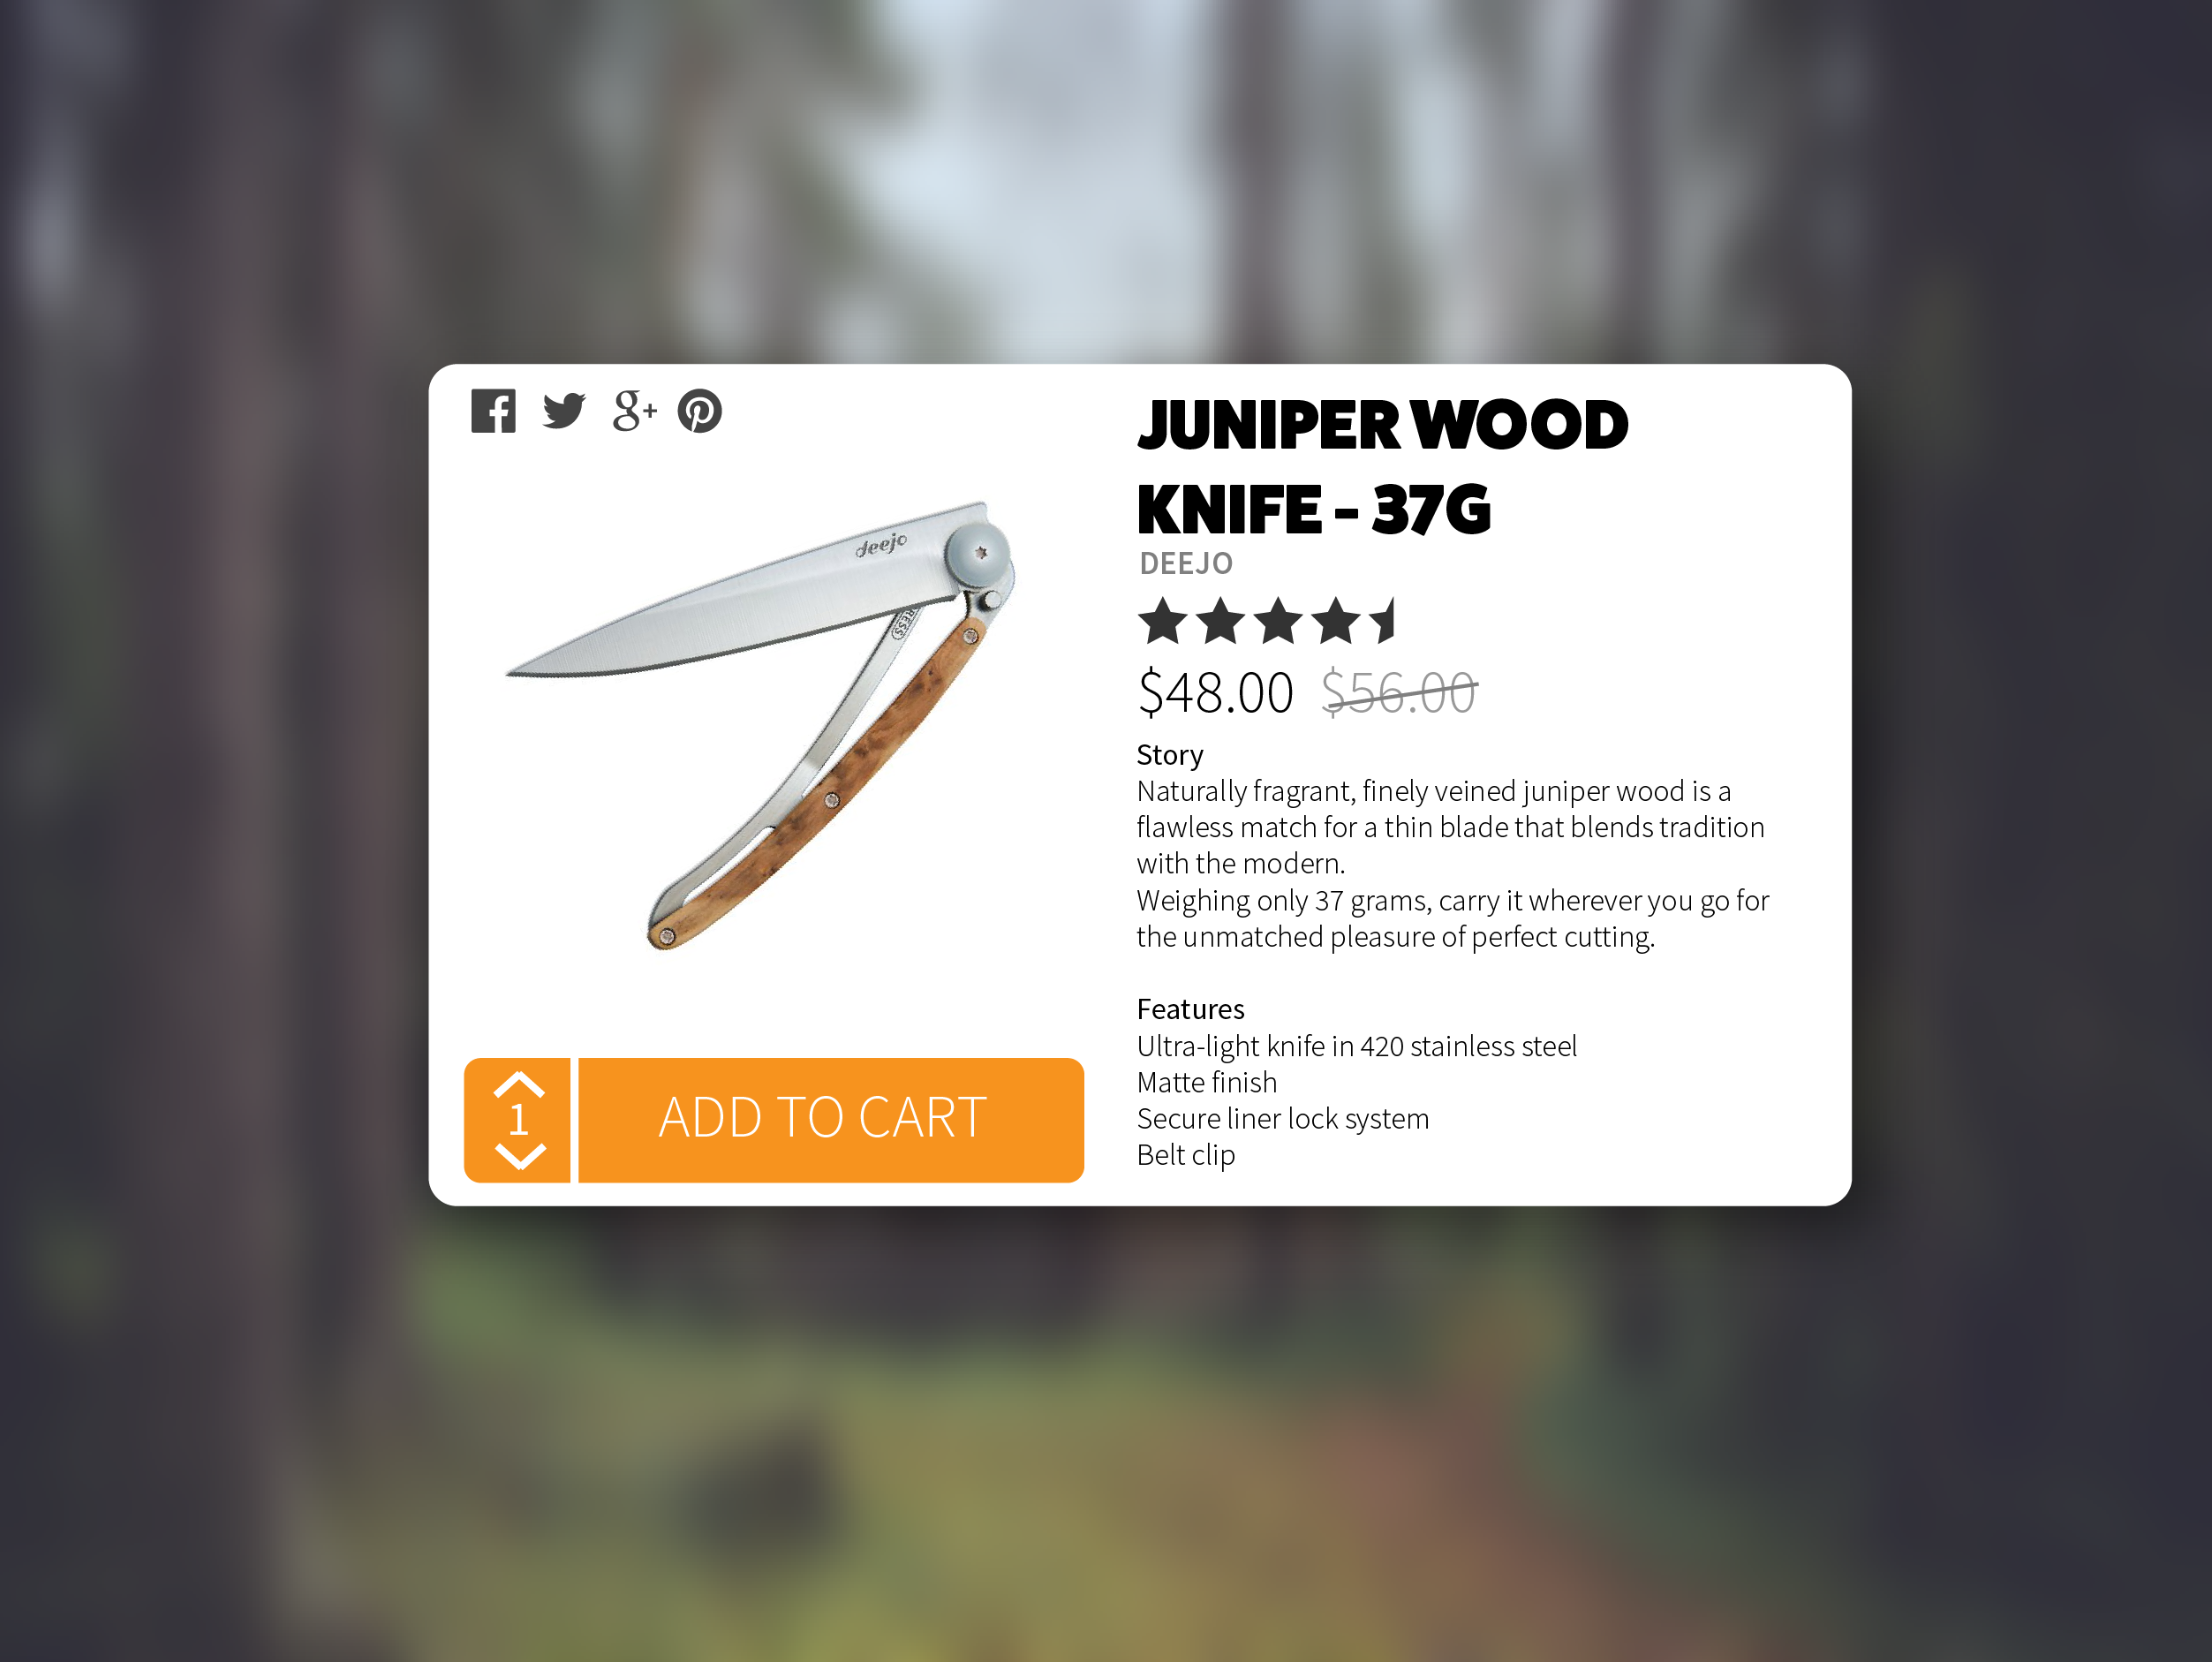 JUNIPER WOOD
KNIFE - 37G
DEEJO
$48.00 $56.00
Story
Naturally fragrant, finely veined juniper wood is a
flawless match for a thin blade that blends tradition
with the modern.
Weighing only 37 grams, carry it wherever you go for
the unmatched pleasure of perfect cutting.
Features
Ultra-light knife in 420 stainless steel
Matte finish
Secure liner lock system
Belt clip
g+
deejo
1
ADD TO CART